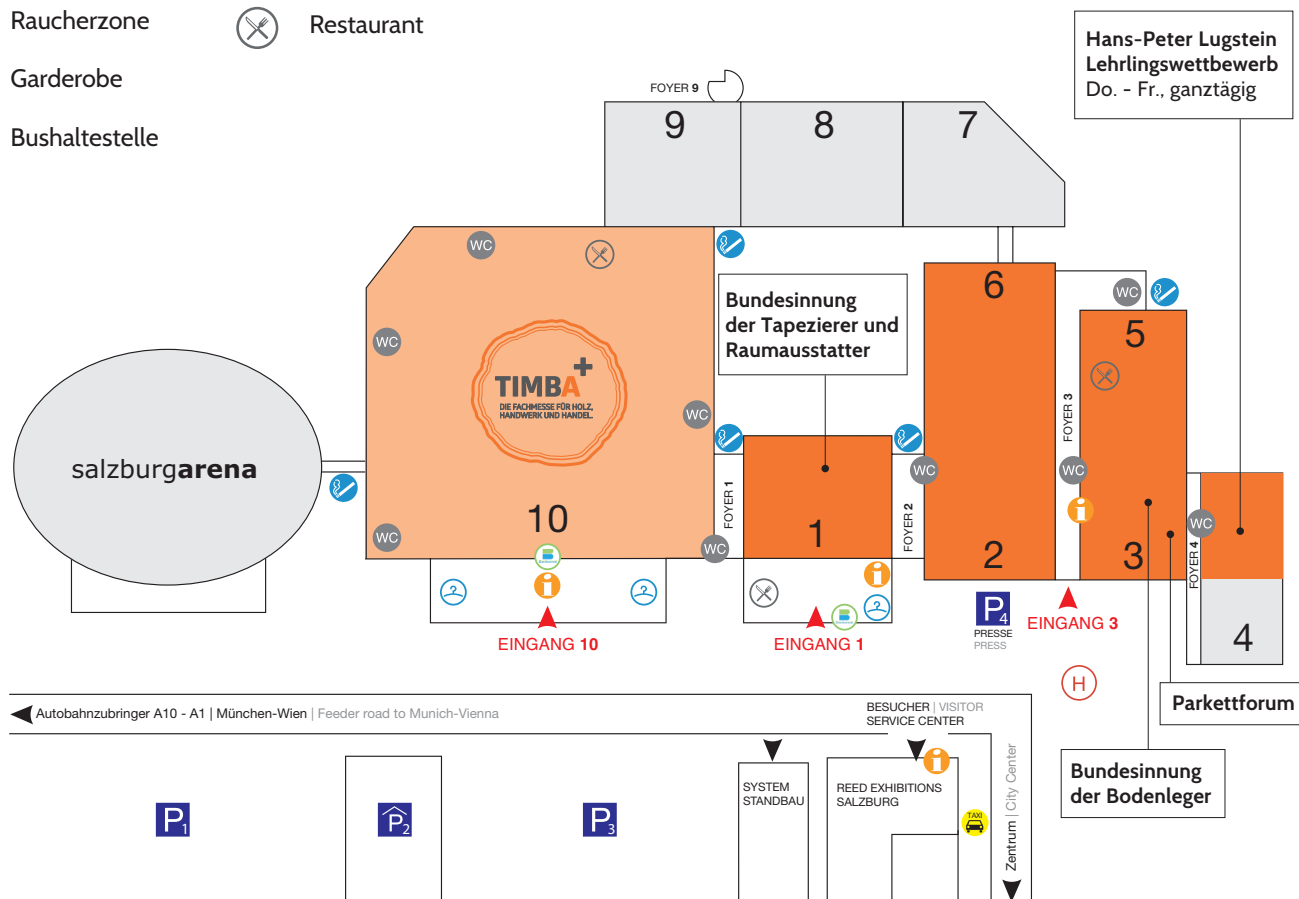 Raucherzone
Restaurant
Garderobe
Bushaltestelle
Hans-Peter Lugstein
Lehrlingswettbewerb
Do. - Fr., ganztägig
FOYER 9
9
8
7
WC
6
WC
5
Bundesinnung
der Tapezierer und
Raumausstatter
WC
TIMBA+
DIE FACHMESSE FÜR HOLZ,
HANDWERK UND HANDEL.
WC
FOYER 3
salzburgarena
WC
WC
FOYER 1
FOYER 2
10
1
2
3
WC
WC
WC
FOYER 4
4
EINGANG 10
EINGANG 1
P4
PRESSE
PRESS
EINGANG 3
H
Parkettforum
Autobahnzubringer A10 - A1 | München-Wien | Feeder road to Munich-Vienna
BESUCHER | VISITOR
SERVICE CENTER
Bundesinnung
der Bodenleger
SYSTEM
STANDBAU
REED EXHIBITIONS
SALZBURG
P1
P2
P3
TAXI
Zentrum | City Center